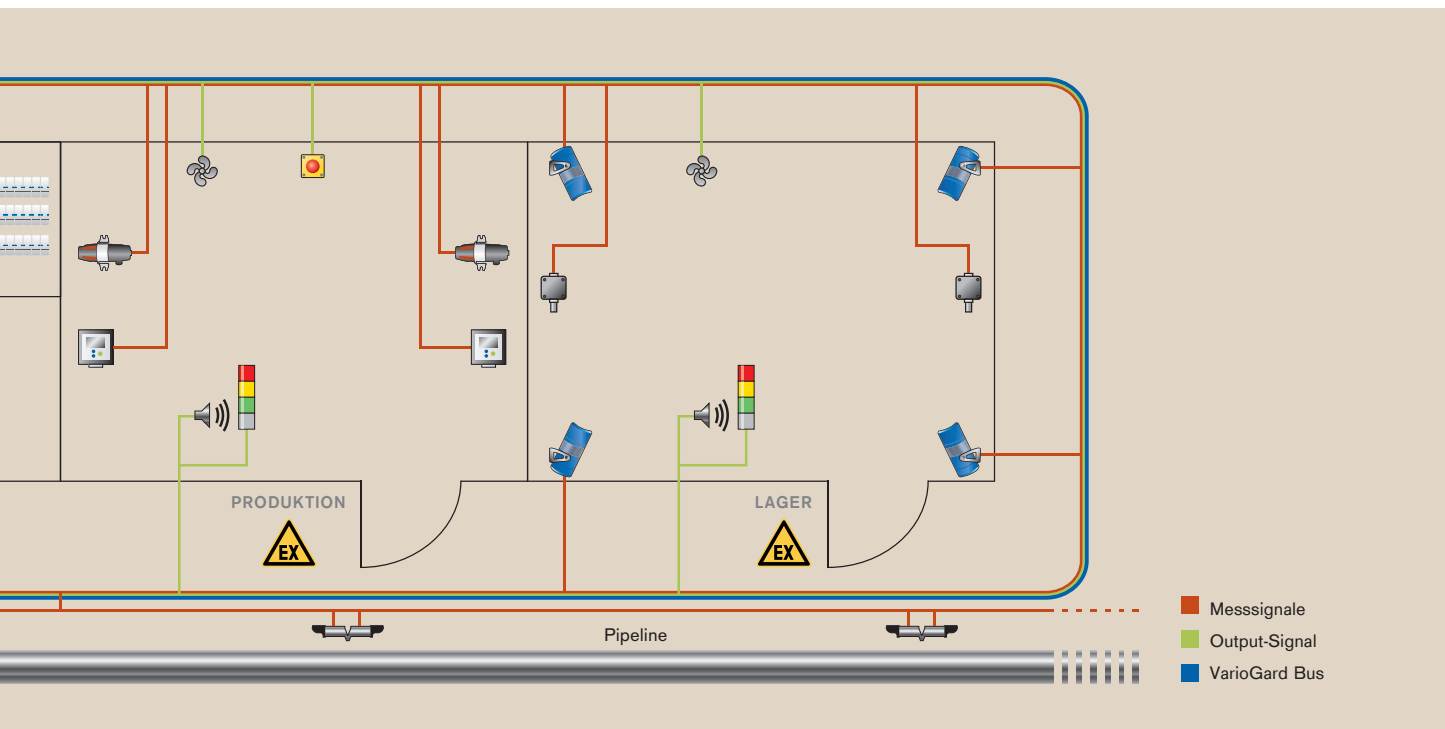 PRODUKTION
LAGER
EX
EX
Pipeline
Messsignale
Output-Signal
VarioGard Bus